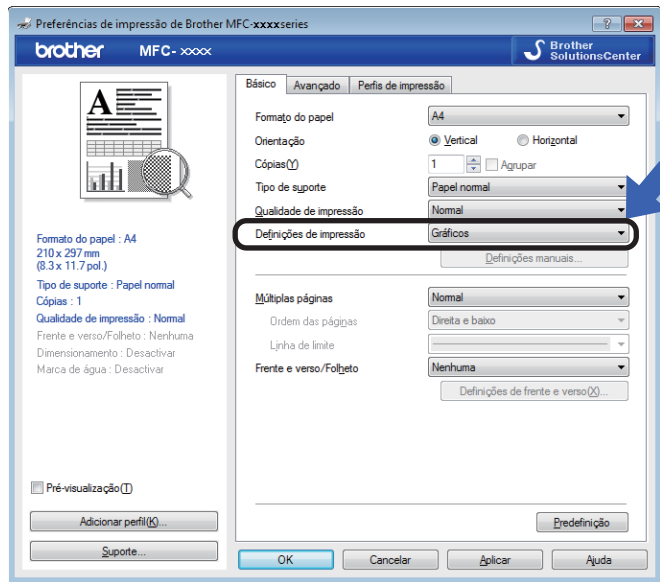 Preferências de impressão de Brother MFC-xxxxseries
brother MFC- xxxx
Brother
SolutionsCenter
A
Formato do papel : A4
210 x 297 mm
(8.3 x 11.7 pol.)
Tipo de suporte : Papel normal
Cópias : 1
Qualidade de impressão : Normal
Frente e verso/Folheto : Nenhuma
Dimensionamento : Desactivar
Marca de água : Desactivar
Pré-visualização(T)
Adicionar perfil(K)...
Suporte...
Básico Avançado Perfis de impressão
Formato do papel A4
Orientação Vertical Horizontal
Cópias(Y) 1 Agrupar
Tipo de suporte Papel normal
Qualidade de impressão Normal
Definições de impressão Gráficos
Definições manuais...
Múltiplas páginas Normal
Ordem das páginas Direita e baixo
Linha de limite
Frente e verso/Folheto Nenhuma
Definições de frente e verso(X)...
Predefinição
OK Cancelar Aplicar Ajuda